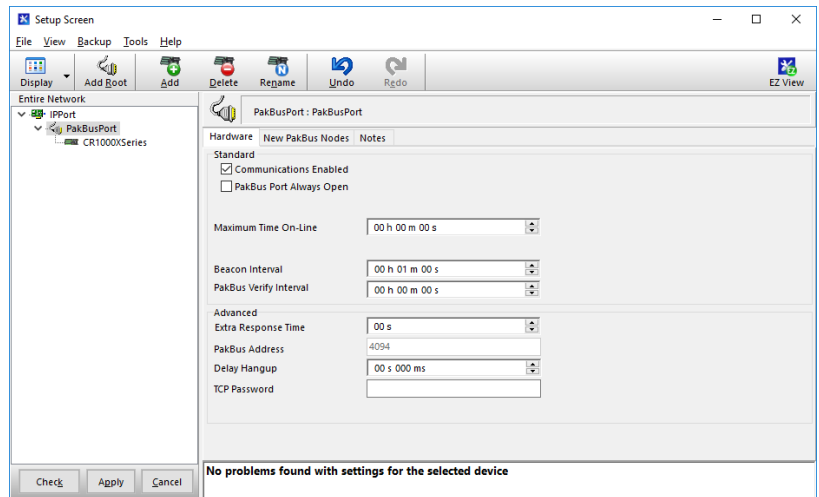 Setup Screen
File View Backup Tools Help
Display Add Root Add Delete Rename Undo Redo EZ View
Entire Network
IPPort
PakBusPort
CR1000XSeries
PakBusPort : PakBusPort
Hardware New PakBus Nodes Notes
Standard
Communications Enabled
PakBus Port Always Open
Maximum Time On-Line 00 h 00 m 00 s
Beacon Interval 00 h 01 m 00 s
PakBus Verify Interval 00 h 00 m 00 s
Advanced
Extra Response Time 00 s
PakBus Address 4094
Delay Hangup 00 s 000 ms
TCP Password
Check Apply Cancel
No problems found with settings for the selected device